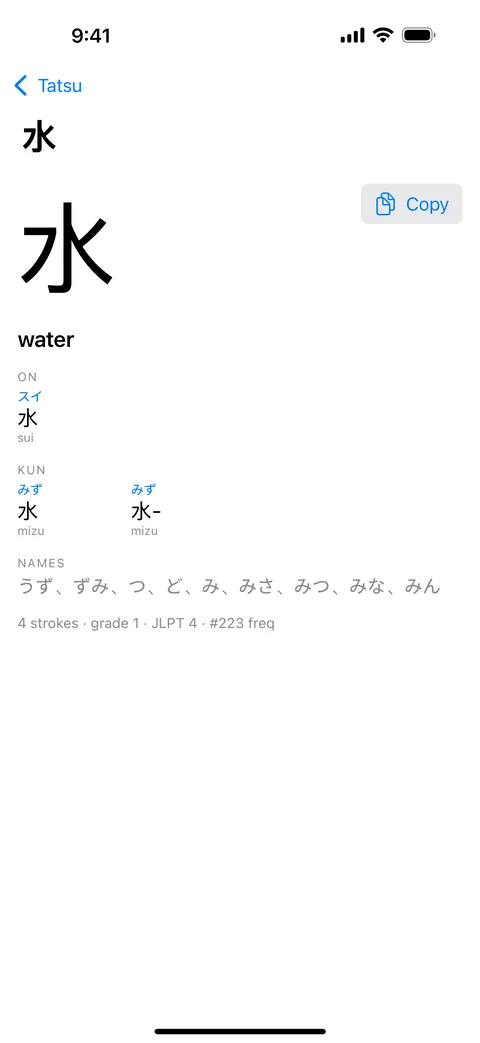 9:41
Tatsu
水
Copy
水
water
ON
スイ
水
sui
KUN
みず みず
水 水-
mizu mizu
NAMES
うず、ずみ、つ、ど、み、みさ、みつ、みな、みん
4 strokes · grade 1 · JLPT 4 · #223 freq